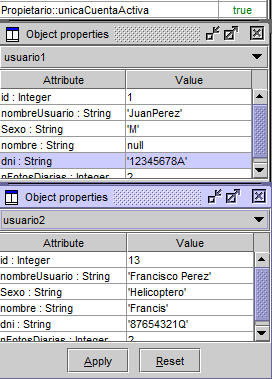 Propietario::unicaCuentaActiva true
Object properties
usuario1
Attribute Value
id : Integer 1
nombreUsuario : String 'JuanPerez'
Sexo : String 'M'
nombre : String null
dni : String '12345678A'
nFotosDiarias : Integer 2
Object properties
usuario2
Attribute Value
id : Integer 13
nombreUsuario : String 'Francisco Perez'
Sexo : String 'Helicoptero'
nombre : String 'Francis'
dni : String '87654321Q'
nFotosDiarias : Integer 2
Apply Reset